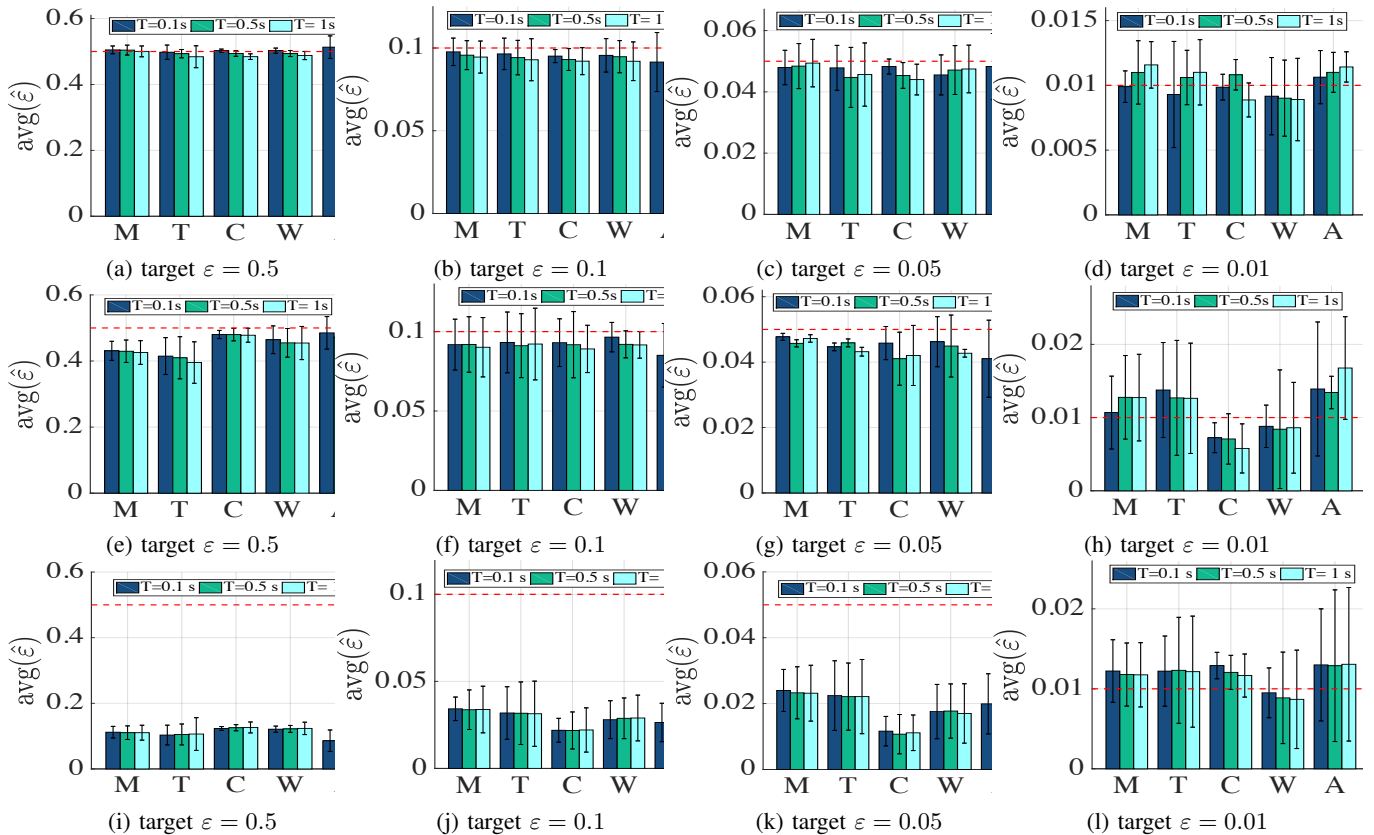 T=0.1s T=0.5s T= 1s
0.6
0.4
0.2
0
avg(ε̂)
M T C W
(a) target ε = 0.5
T=0.1s T=0.5s T=
0.1
0.05
0
avg(ε̂)
M T C W
(b) target ε = 0.1
T=0.1s T=0.5s T= 1
0.06
0.04
0.02
0
avg(ε̂)
M T C W
(c) target ε = 0.05
T=0.1s T=0.5s T= 1s
0.015
0.01
0.005
0
avg(ε̂)
M T C W A
(d) target ε = 0.01
T=0.1s T=0.5s T= 1s
0.6
0.4
0.2
0
avg(ε̂)
M T C W
(e) target ε = 0.5
T=0.1s T=0.5s T=
0.1
0.05
0
avg(ε̂)
M T C W
(f) target ε = 0.1
T=0.1s T=0.5s T= 1
0.06
0.04
0.02
0
avg(ε̂)
M T C W
(g) target ε = 0.05
T=0.1s T=0.5s T= 1s
0.02
0.01
0
avg(ε̂)
M T C W A
(h) target ε = 0.01
T=0.1 s T=0.5 s T=
0.6
0.4
0.2
0
avg(ε̂)
M T C W
(i) target ε = 0.5
T=0.1 s T=0.5 s T=
0.1
0.05
0
avg(ε̂)
M T C W
(j) target ε = 0.1
T=0.1 s T=0.5 s T=
0.06
0.04
0.02
0
avg(ε̂)
M T C W
(k) target ε = 0.05
T=0.1 s T=0.5 s T= 1 s
0.02
0.01
0
avg(ε̂)
M T C W A
(l) target ε = 0.01